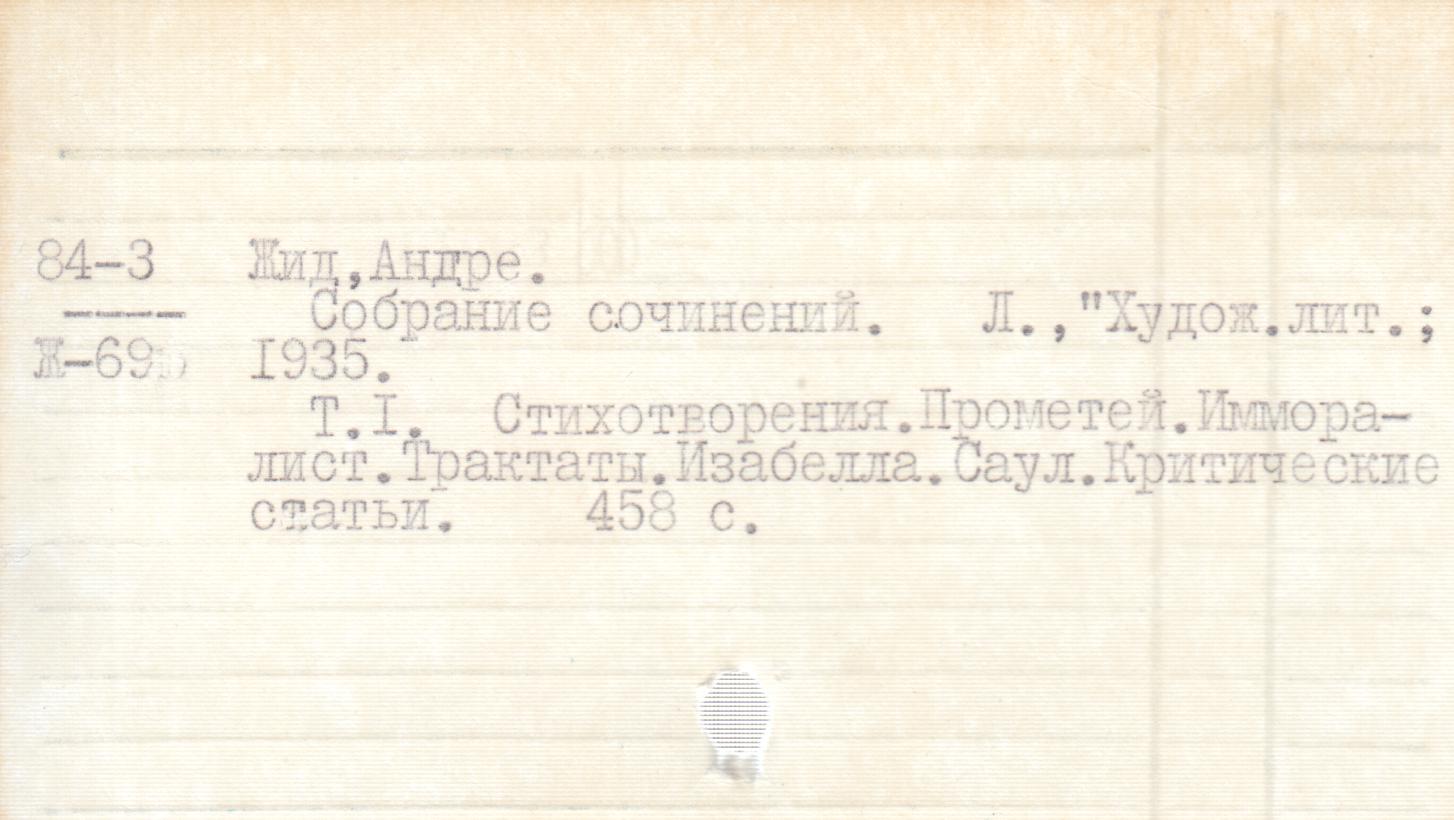 84-3 Жид,Андре.
Собрание сочинений. Л.,"Худож.лит.;
Ж-69 I935.
Т.I. Стихотворения.Прометей.Иммора-
лист.Трактаты.Изабелла.Саул.Критические
статьи. 458 с.